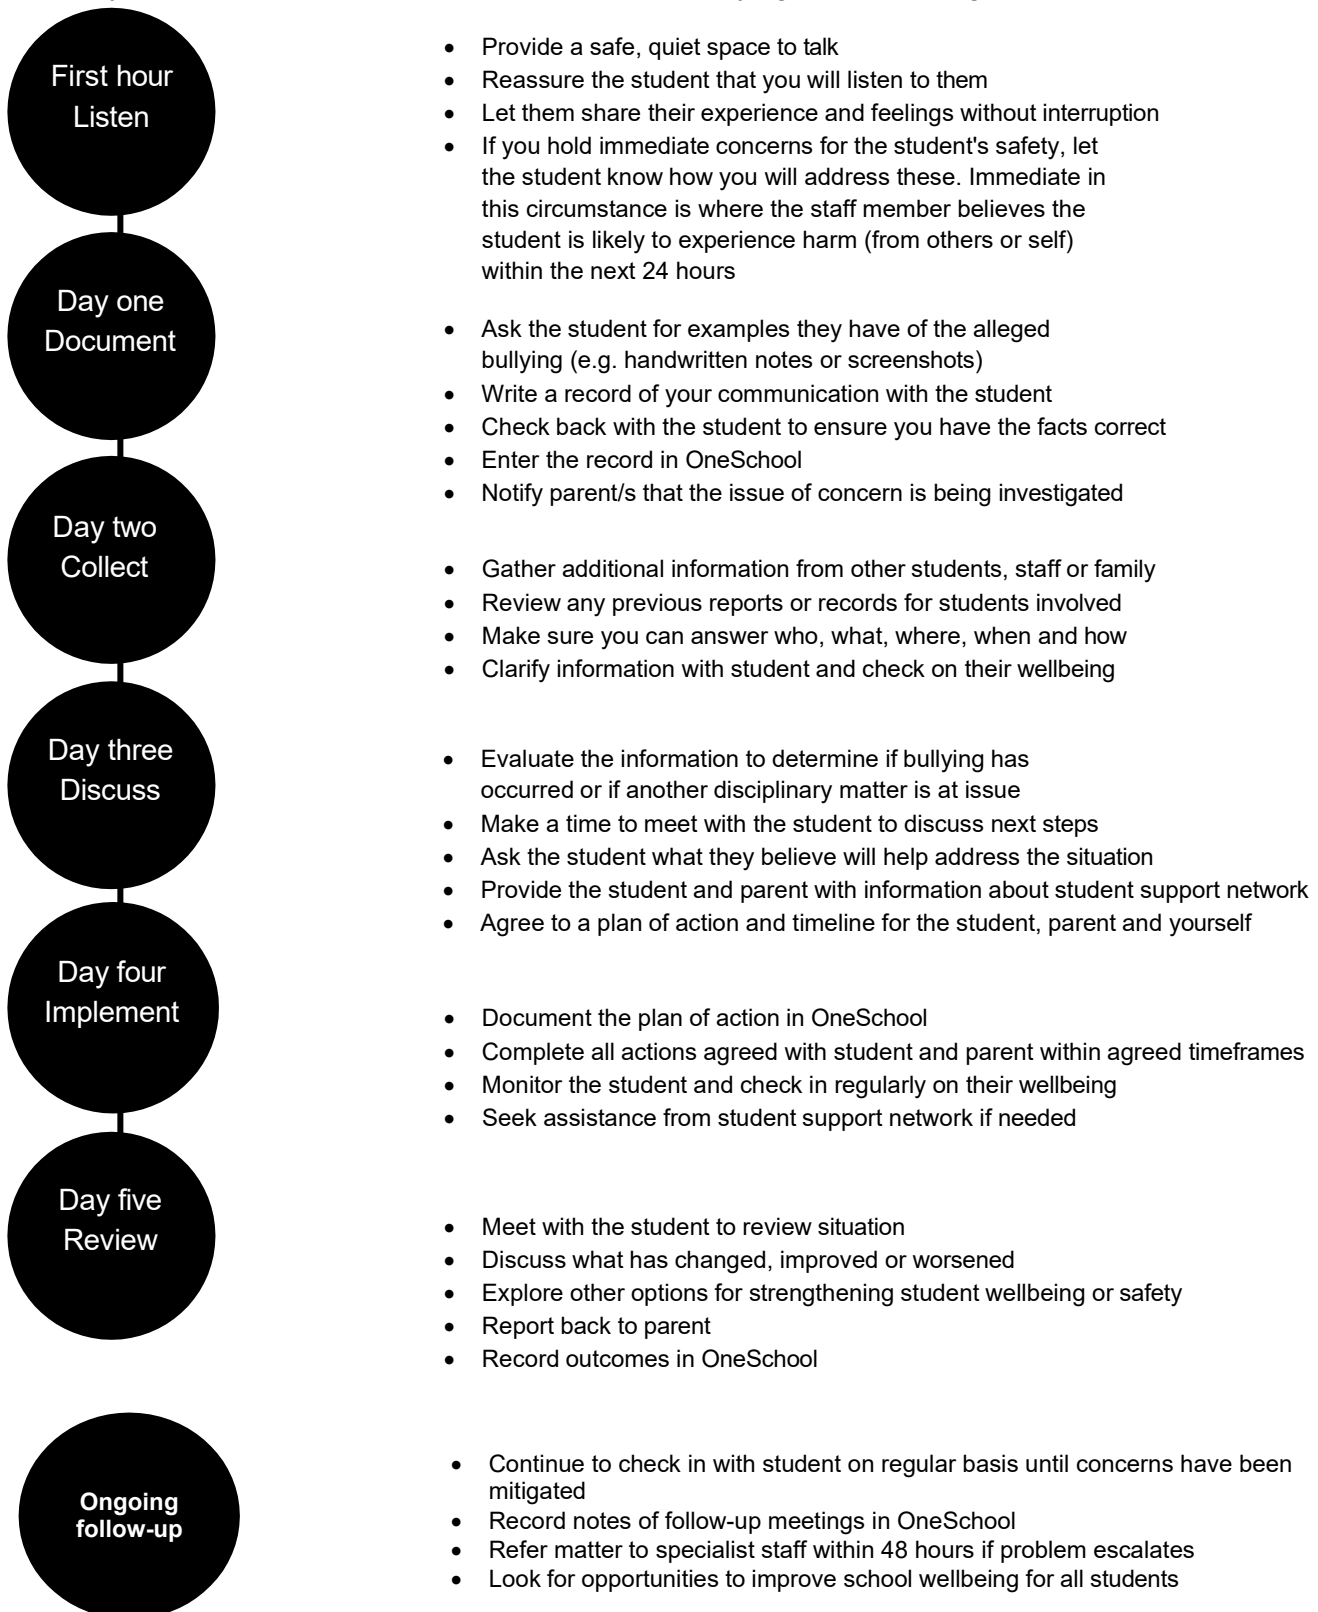 First hour
Listen
• Provide a safe, quiet space to talk
• Reassure the student that you will listen to them
• Let them share their experience and feelings without interruption
• If you hold immediate concerns for the student's safety, let
the student know how you will address these. Immediate in
this circumstance is where the staff member believes the
student is likely to experience harm (from others or self)
within the next 24 hours
Day one
Document
• Ask the student for examples they have of the alleged
bullying (e.g. handwritten notes or screenshots)
• Write a record of your communication with the student
• Check back with the student to ensure you have the facts correct
• Enter the record in OneSchool
• Notify parent/s that the issue of concern is being investigated
Day two
Collect
• Gather additional information from other students, staff or family
• Review any previous reports or records for students involved
• Make sure you can answer who, what, where, when and how
• Clarify information with student and check on their wellbeing
Day three
Discuss
• Evaluate the information to determine if bullying has
occurred or if another disciplinary matter is at issue
• Make a time to meet with the student to discuss next steps
• Ask the student what they believe will help address the situation
• Provide the student and parent with information about student support network
• Agree to a plan of action and timeline for the student, parent and yourself
Day four
Implement
• Document the plan of action in OneSchool
• Complete all actions agreed with student and parent within agreed timeframes
• Monitor the student and check in regularly on their wellbeing
• Seek assistance from student support network if needed
Day five
Review
• Meet with the student to review situation
• Discuss what has changed, improved or worsened
• Explore other options for strengthening student wellbeing or safety
• Report back to parent
• Record outcomes in OneSchool
Ongoing
follow-up
• Continue to check in with student on regular basis until concerns have been
mitigated
• Record notes of follow-up meetings in OneSchool
• Refer matter to specialist staff within 48 hours if problem escalates
• Look for opportunities to improve school wellbeing for all students